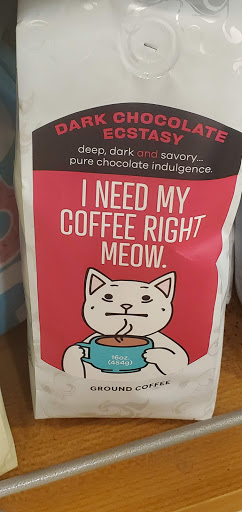 DARK CHOCOLATE
ECSTASY
deep, dark and savory...
pure chocolate indulgence.
I NEED MY
COFFEE RIGHT
MEOW.
16oz
(454g)
GROUND COFFEE